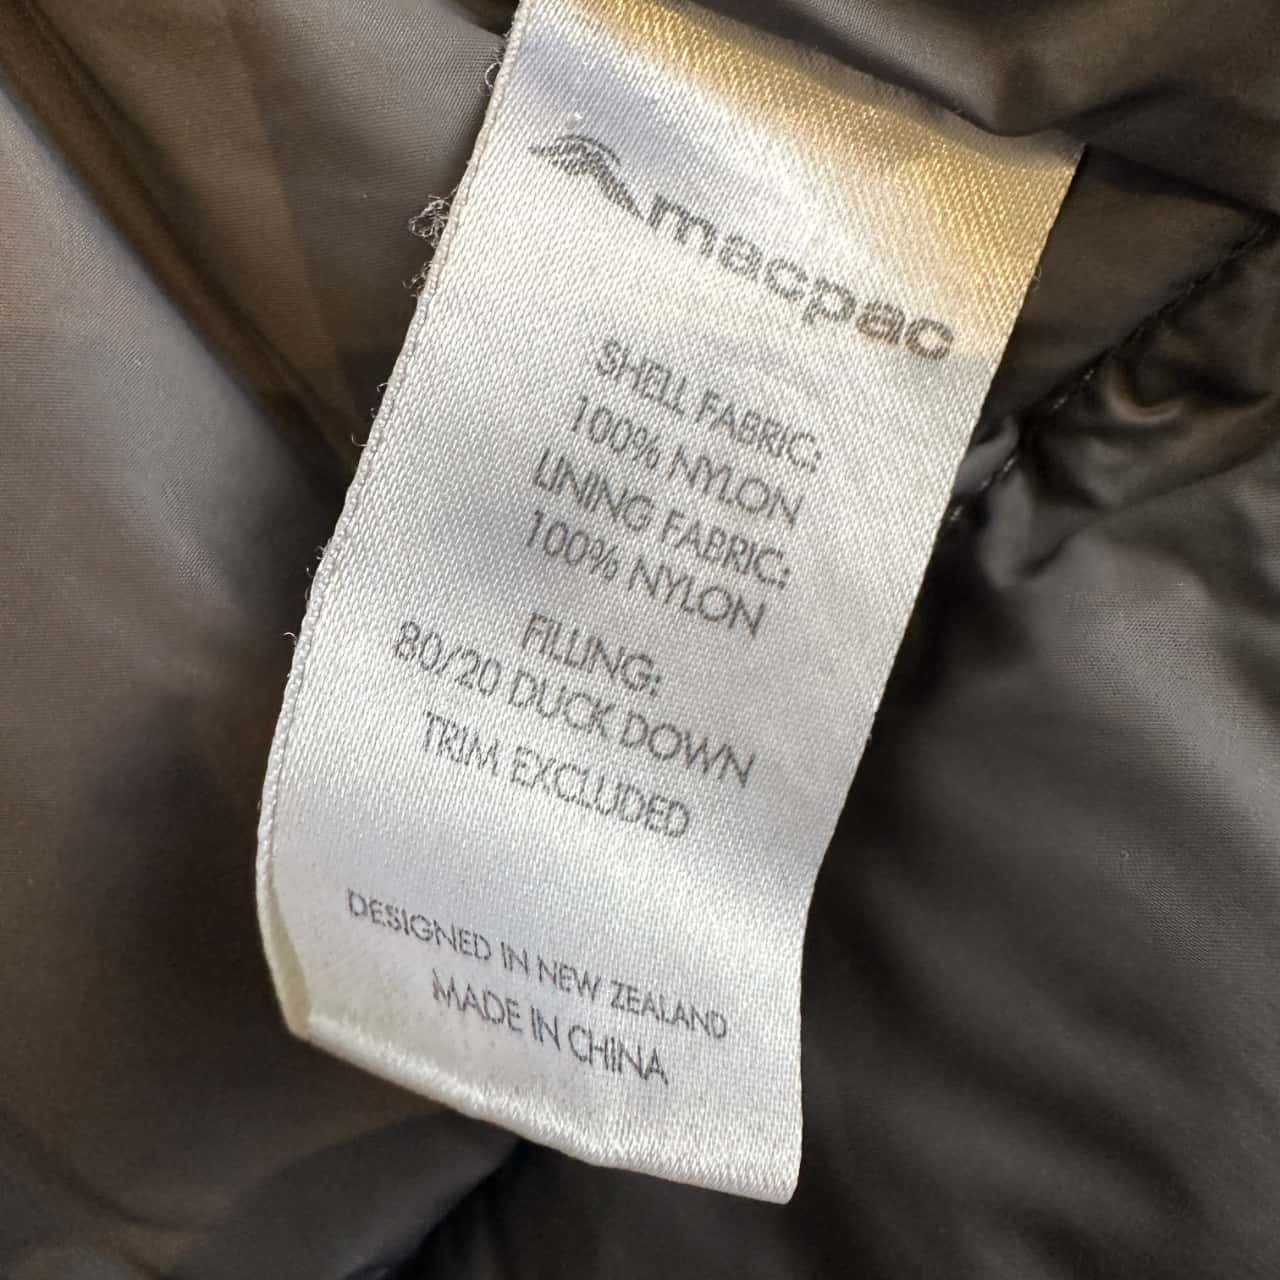 macpac
SHELL FABRIC:
100% NYLON
LINING FABRIC:
100% NYLON
FILLING:
80/20 DUCK DOWN
TRIM EXCLUDED
DESIGNED IN NEW ZEALAND
MADE IN CHINA